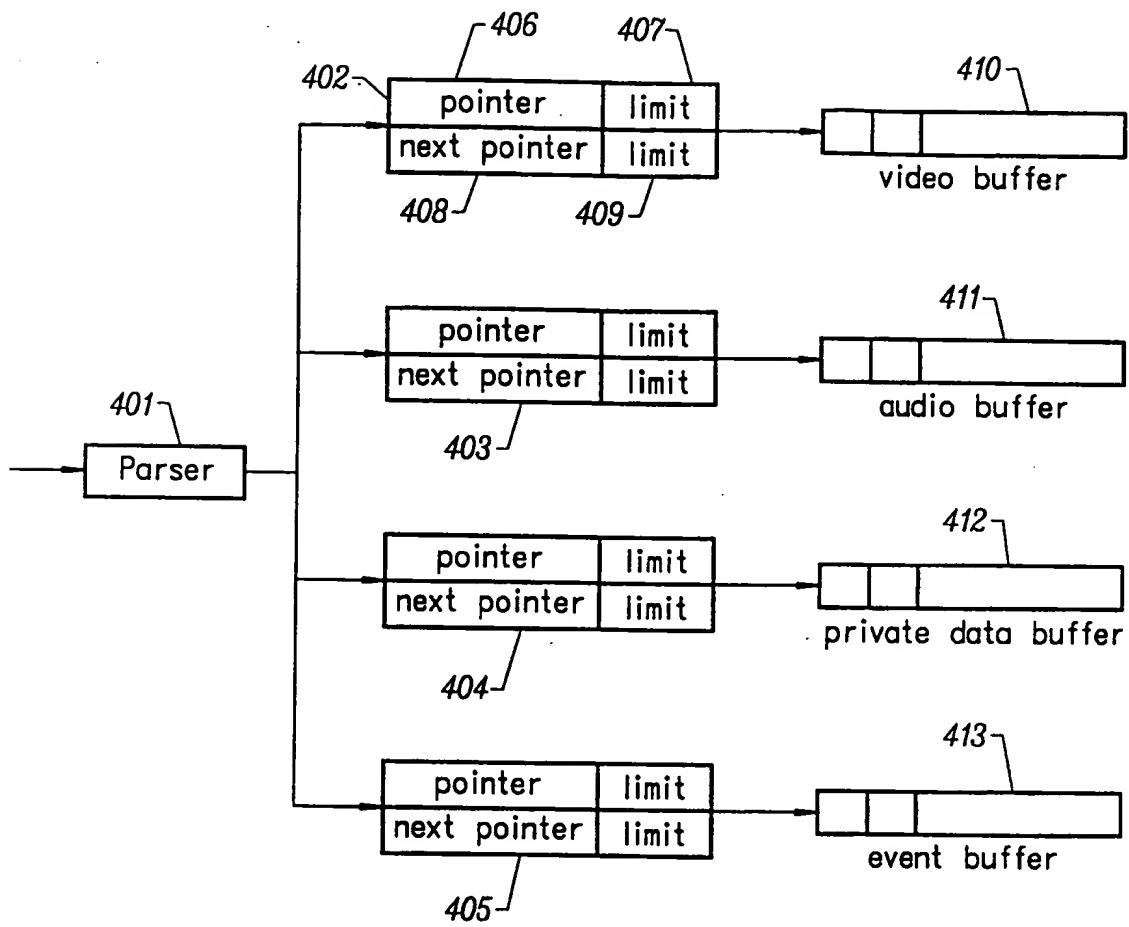 406
407
402
410
pointer limit
next pointer limit
video buffer
408
409
411
pointer limit
next pointer limit
audio buffer
401
403
Parser
412
pointer limit
next pointer limit
private data buffer
404
413
pointer limit
next pointer limit
event buffer
405